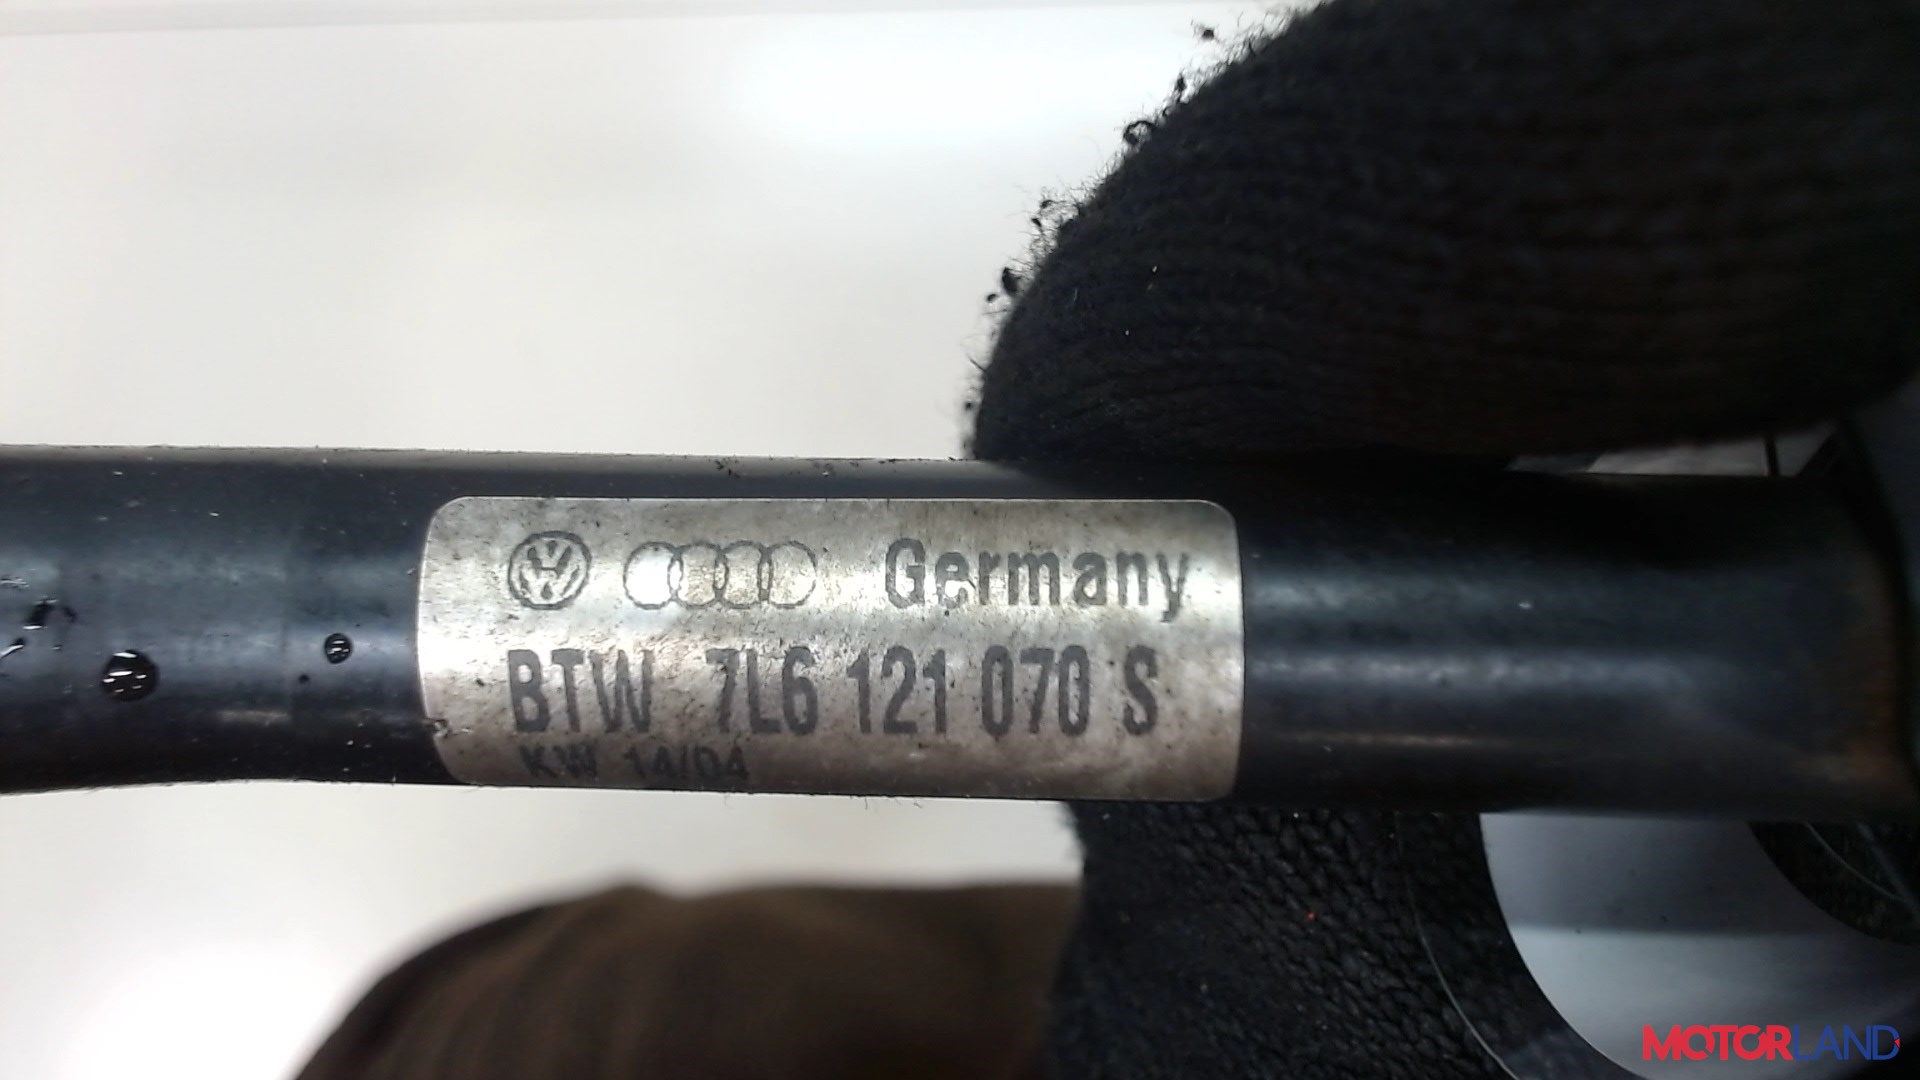 Germany
BTW 7L6 121 070 S
KW 14/04
MOTORLAND